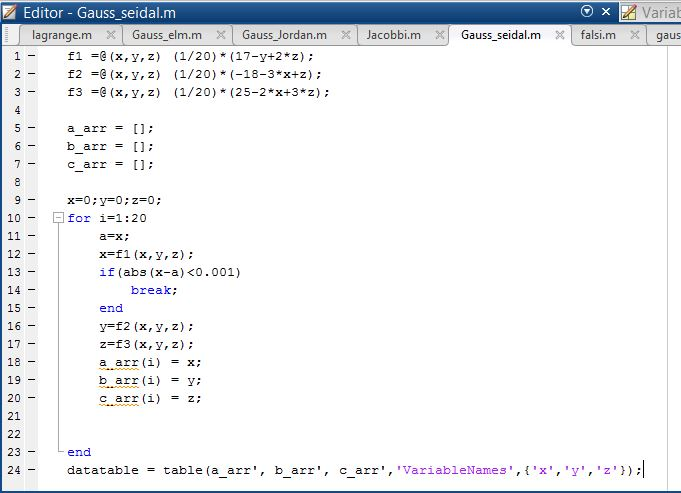 Editor - Gauss_seidal.m
Variab
lagrange.m Gauss_elm.m Gauss_Jordan.m Jacobbi.m Gauss_seidal.m falsi.m gaus
1 - f1 =@(x,y,z) (1/20)*(17-y+2*z);
2 - f2 =@(x,y,z) (1/20)*(-18-3*x+z);
3 - f3 =@(x,y,z) (1/20)*(25-2*x+3*z);
4
5 - a_arr = [];
6 - b_arr = [];
7 - c_arr = [];
8
9 - x=0;y=0;z=0;
10 - for i=1:20
11 - a=x;
12 - x=f1(x,y,z);
13 - if(abs(x-a)<0.001)
14 - break;
15 - end
16 - y=f2(x,y,z);
17 - z=f3(x,y,z);
18 - a_arr(i) = x;
19 - b_arr(i) = y;
20 - c_arr(i) = z;
21
22
23 - end
24 - datatable = table(a_arr', b_arr', c_arr','VariableNames',{'x','y','z'});